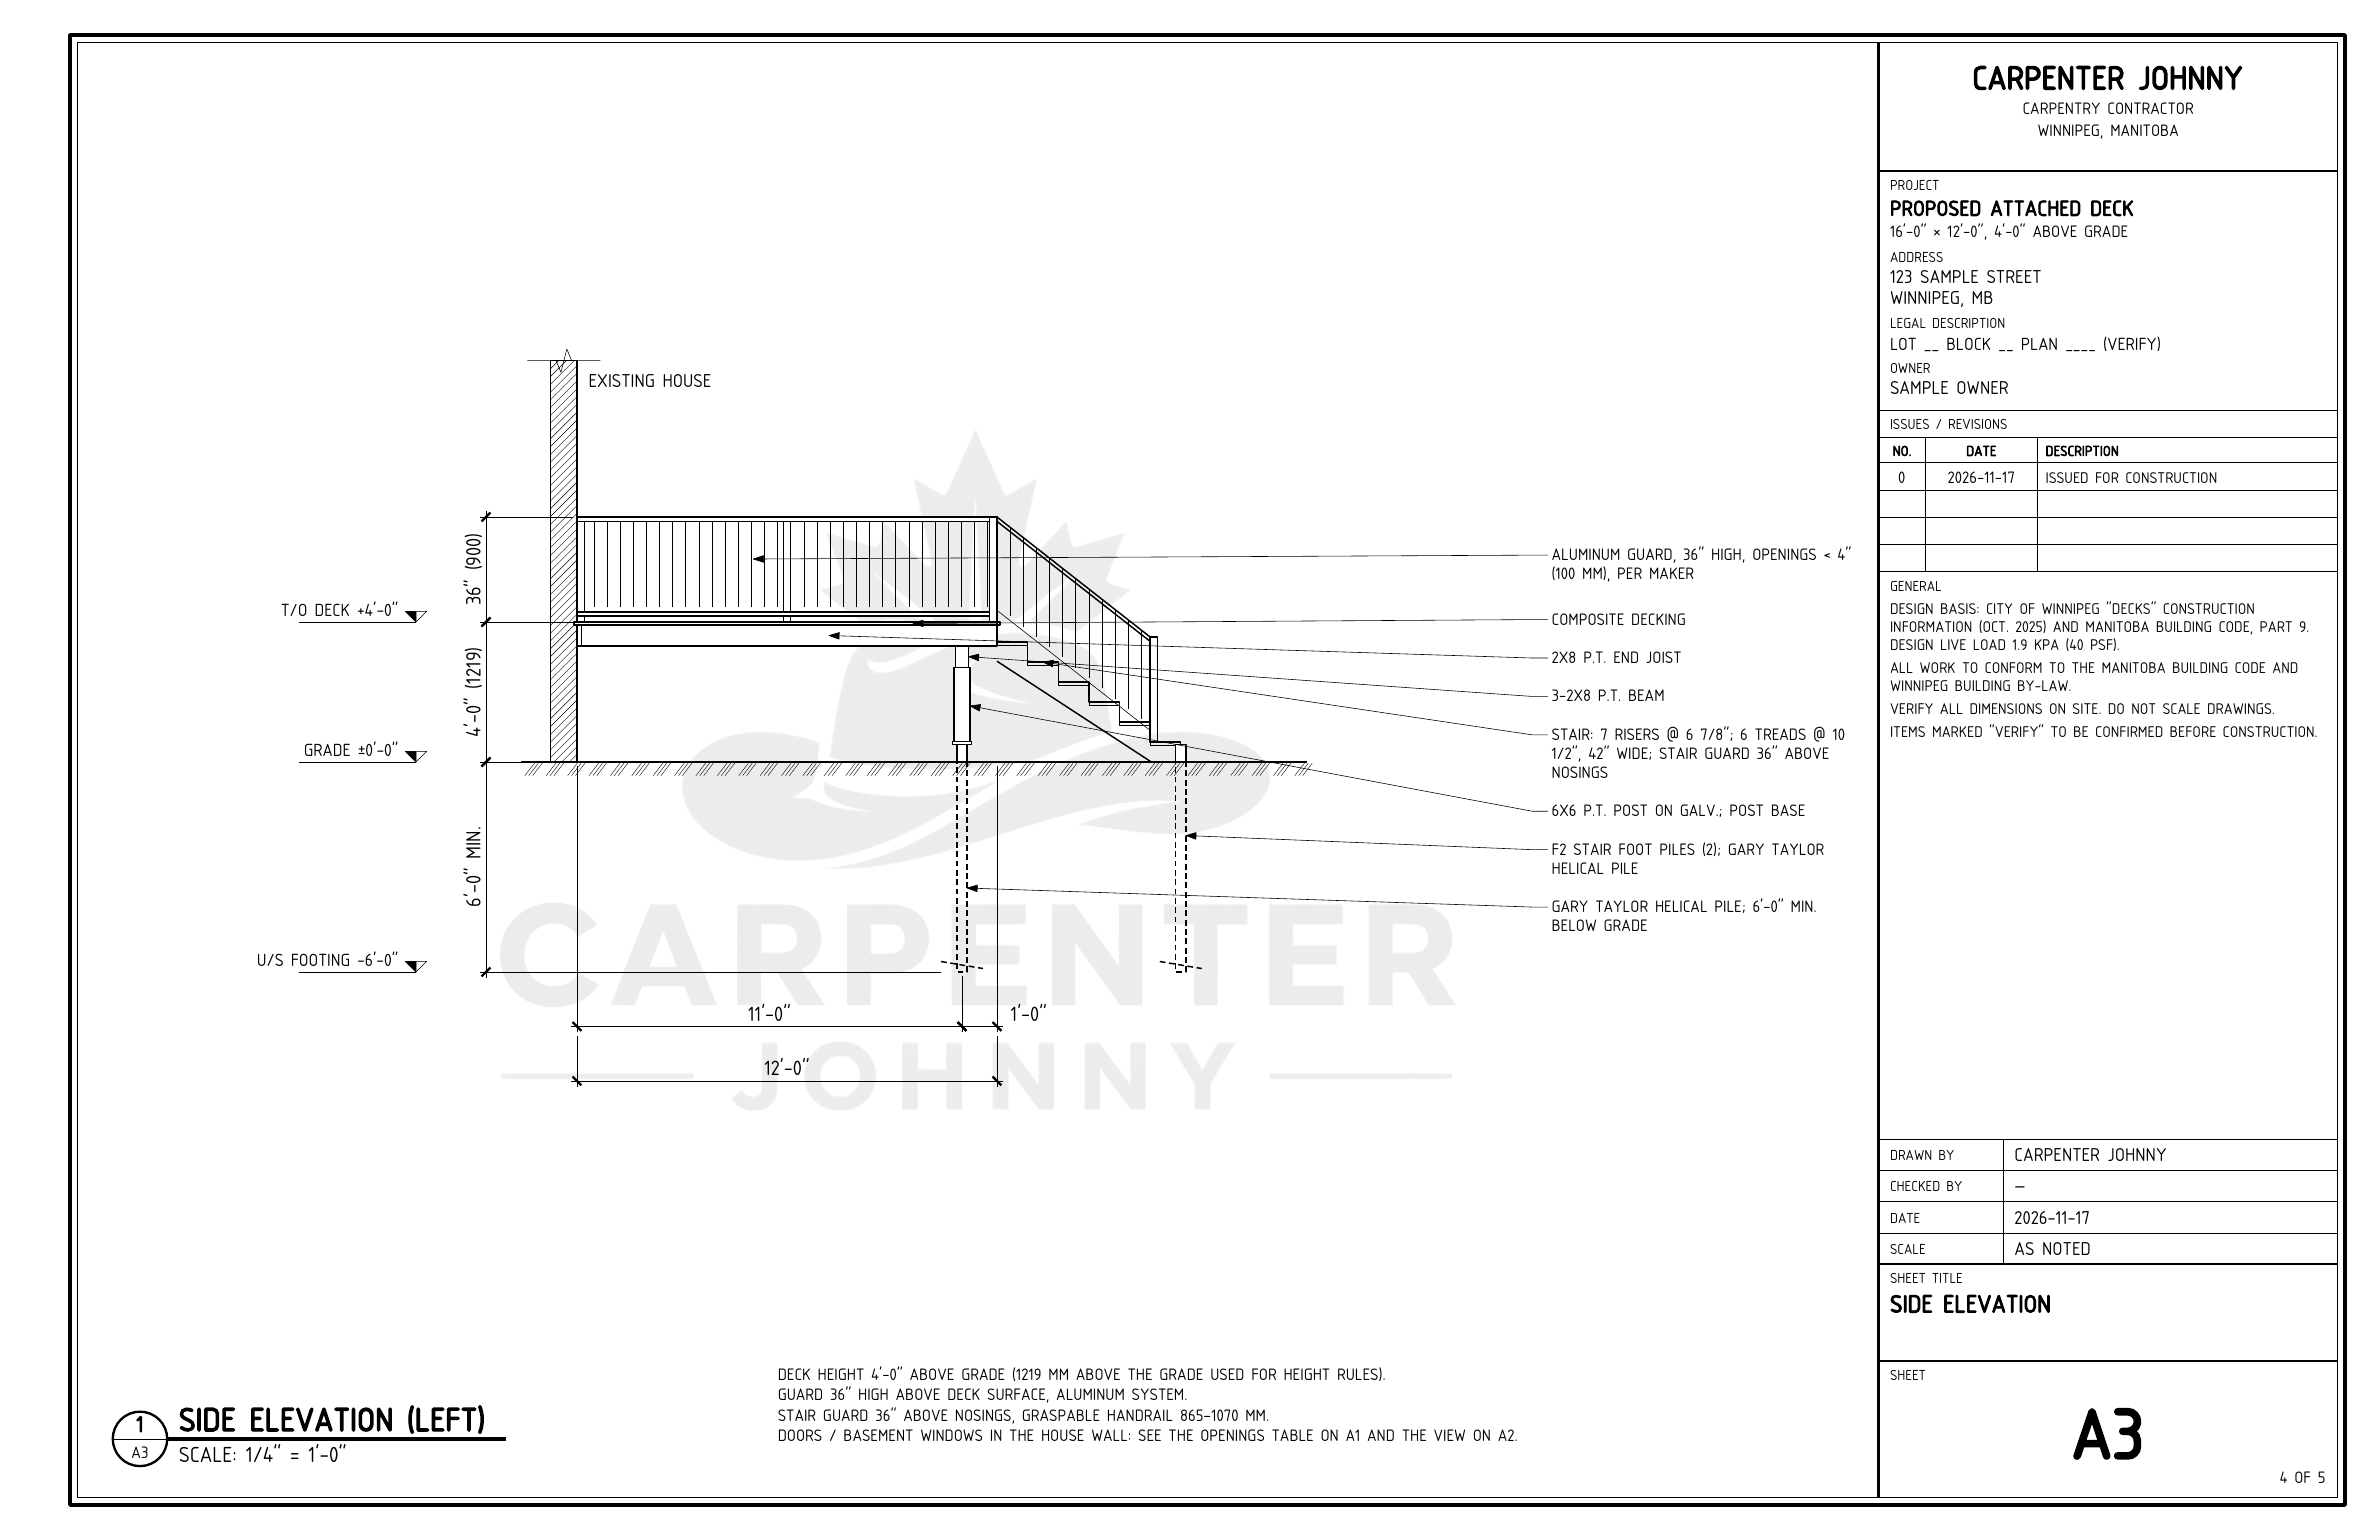 EXISTING HOUSE
36" (900)
4'-0" (1219)
6'-0" MIN.
T/O DECK +4'-0"
GRADE ±0'-0"
U/S FOOTING -6'-0"
11'-0"
1'-0"
12'-0"
ALUMINUM GUARD, 36" HIGH, OPENINGS < 4"
(100 MM), PER MAKER
COMPOSITE DECKING
2X8 P.T. END JOIST
3-2X8 P.T. BEAM
STAIR: 7 RISERS @ 6 7/8"; 6 TREADS @ 10
1/2", 42" WIDE; STAIR GUARD 36" ABOVE
NOSINGS
6X6 P.T. POST ON GALV.; POST BASE
F2 STAIR FOOT PILES (2); GARY TAYLOR
HELICAL PILE
GARY TAYLOR HELICAL PILE; 6'-0" MIN.
BELOW GRADE
CARPENTER
JOHNNY
DECK HEIGHT 4'-0" ABOVE GRADE (1219 MM ABOVE THE GRADE USED FOR HEIGHT RULES).
GUARD 36" HIGH ABOVE DECK SURFACE, ALUMINUM SYSTEM.
STAIR GUARD 36" ABOVE NOSINGS, GRASPABLE HANDRAIL 865-1070 MM.
DOORS / BASEMENT WINDOWS IN THE HOUSE WALL: SEE THE OPENINGS TABLE ON A1 AND THE VIEW ON A2.
1
A3
SIDE ELEVATION (LEFT)
SCALE: 1/4" = 1'-0"
CARPENTER JOHNNY
CARPENTRY CONTRACTOR
WINNIPEG, MANITOBA
PROJECT
PROPOSED ATTACHED DECK
16'-0" × 12'-0", 4'-0" ABOVE GRADE
ADDRESS
123 SAMPLE STREET
WINNIPEG, MB
LEGAL DESCRIPTION
LOT __ BLOCK __ PLAN ____ (VERIFY)
OWNER
SAMPLE OWNER
ISSUES / REVISIONS
NO. DATE DESCRIPTION
0 2026-11-17 ISSUED FOR CONSTRUCTION
GENERAL
DESIGN BASIS: CITY OF WINNIPEG "DECKS" CONSTRUCTION
INFORMATION (OCT. 2025) AND MANITOBA BUILDING CODE, PART 9.
DESIGN LIVE LOAD 1.9 KPA (40 PSF).
ALL WORK TO CONFORM TO THE MANITOBA BUILDING CODE AND
WINNIPEG BUILDING BY-LAW.
VERIFY ALL DIMENSIONS ON SITE. DO NOT SCALE DRAWINGS.
ITEMS MARKED "VERIFY" TO BE CONFIRMED BEFORE CONSTRUCTION.
DRAWN BY CARPENTER JOHNNY
CHECKED BY —
DATE 2026-11-17
SCALE AS NOTED
SHEET TITLE
SIDE ELEVATION
SHEET
A3
4 OF 5